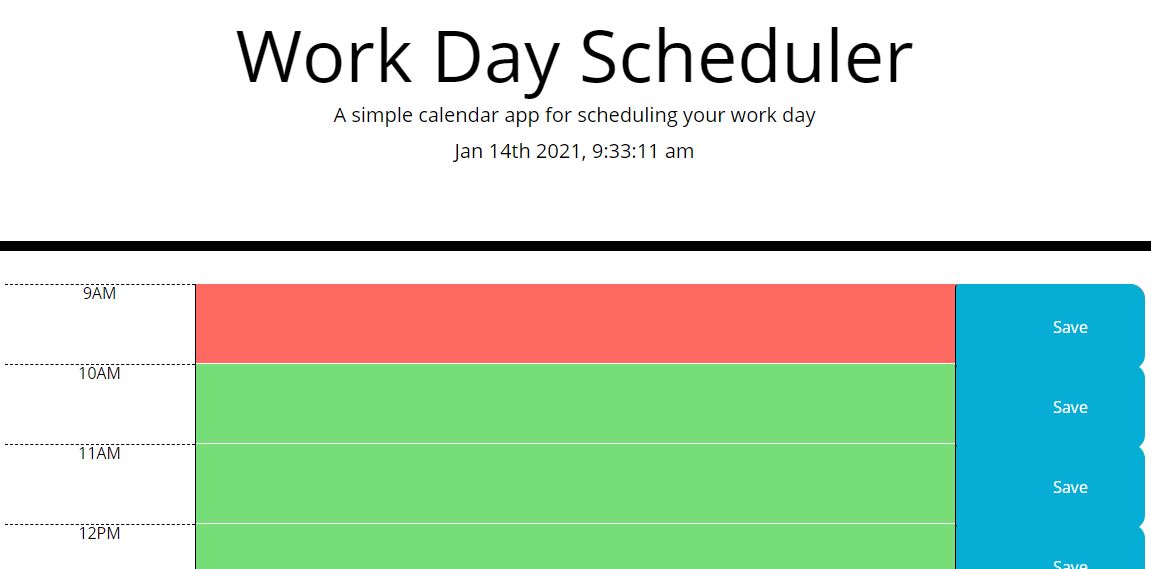 Work Day Scheduler
A simple calendar app for scheduling your work day
Jan 14th 2021, 9:33:11 am
9AM
Save
10AM
Save
11AM
Save
12PM
Save